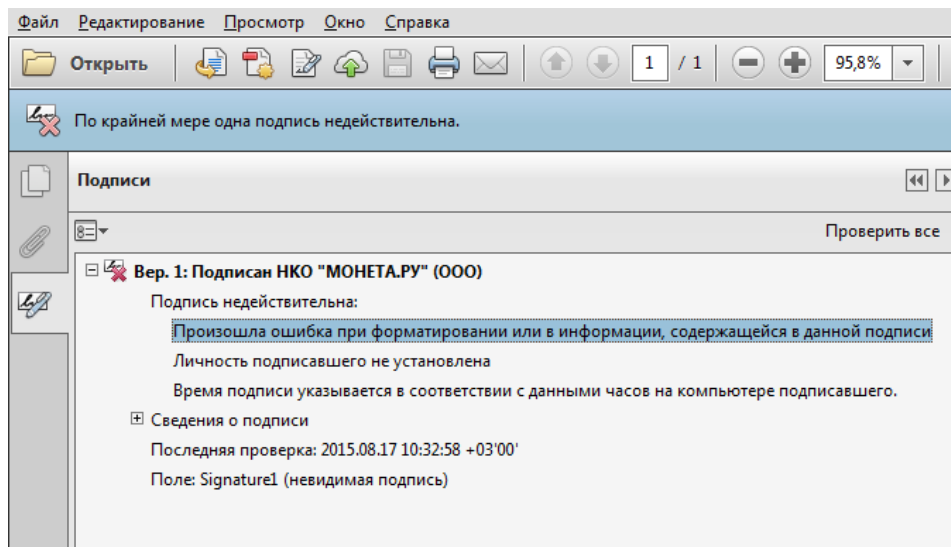 Файл Редактирование Просмотр Окно Справка
Открыть 1 / 1 95,8%
По крайней мере одна подпись недействительна.
Подписи
Проверить все
Вер. 1: Подписан НКО "МОНЕТА.РУ" (ООО)
Подпись недействительна:
Произошла ошибка при форматировании или в информации, содержащейся в данной подписи
Личность подписавшего не установлена
Время подписи указывается в соответствии с данными часов на компьютере подписавшего.
Сведения о подписи
Последняя проверка: 2015.08.17 10:32:58 +03'00'
Поле: Signature1 (невидимая подпись)